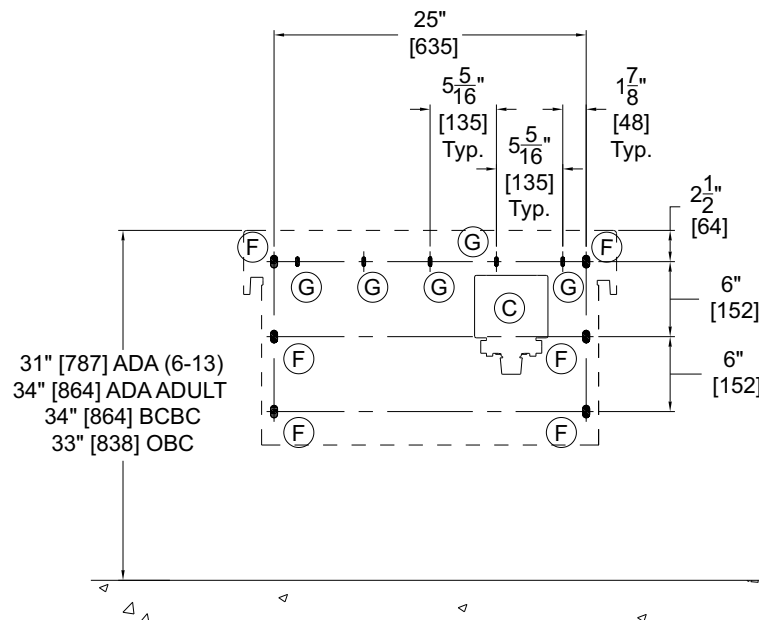 25"
[635]
5 5/16"
[135]
Typ.
1 7/8"
[48]
Typ.
5 5/16"
[135]
Typ.
2 1/2"
[64]
G
F
F
G
G
G
G
C
6"
[152]
F
F
31" [787] ADA (6-13)
34" [864] ADA ADULT
34" [864] BCBC
33" [838] OBC
6"
[152]
F
F